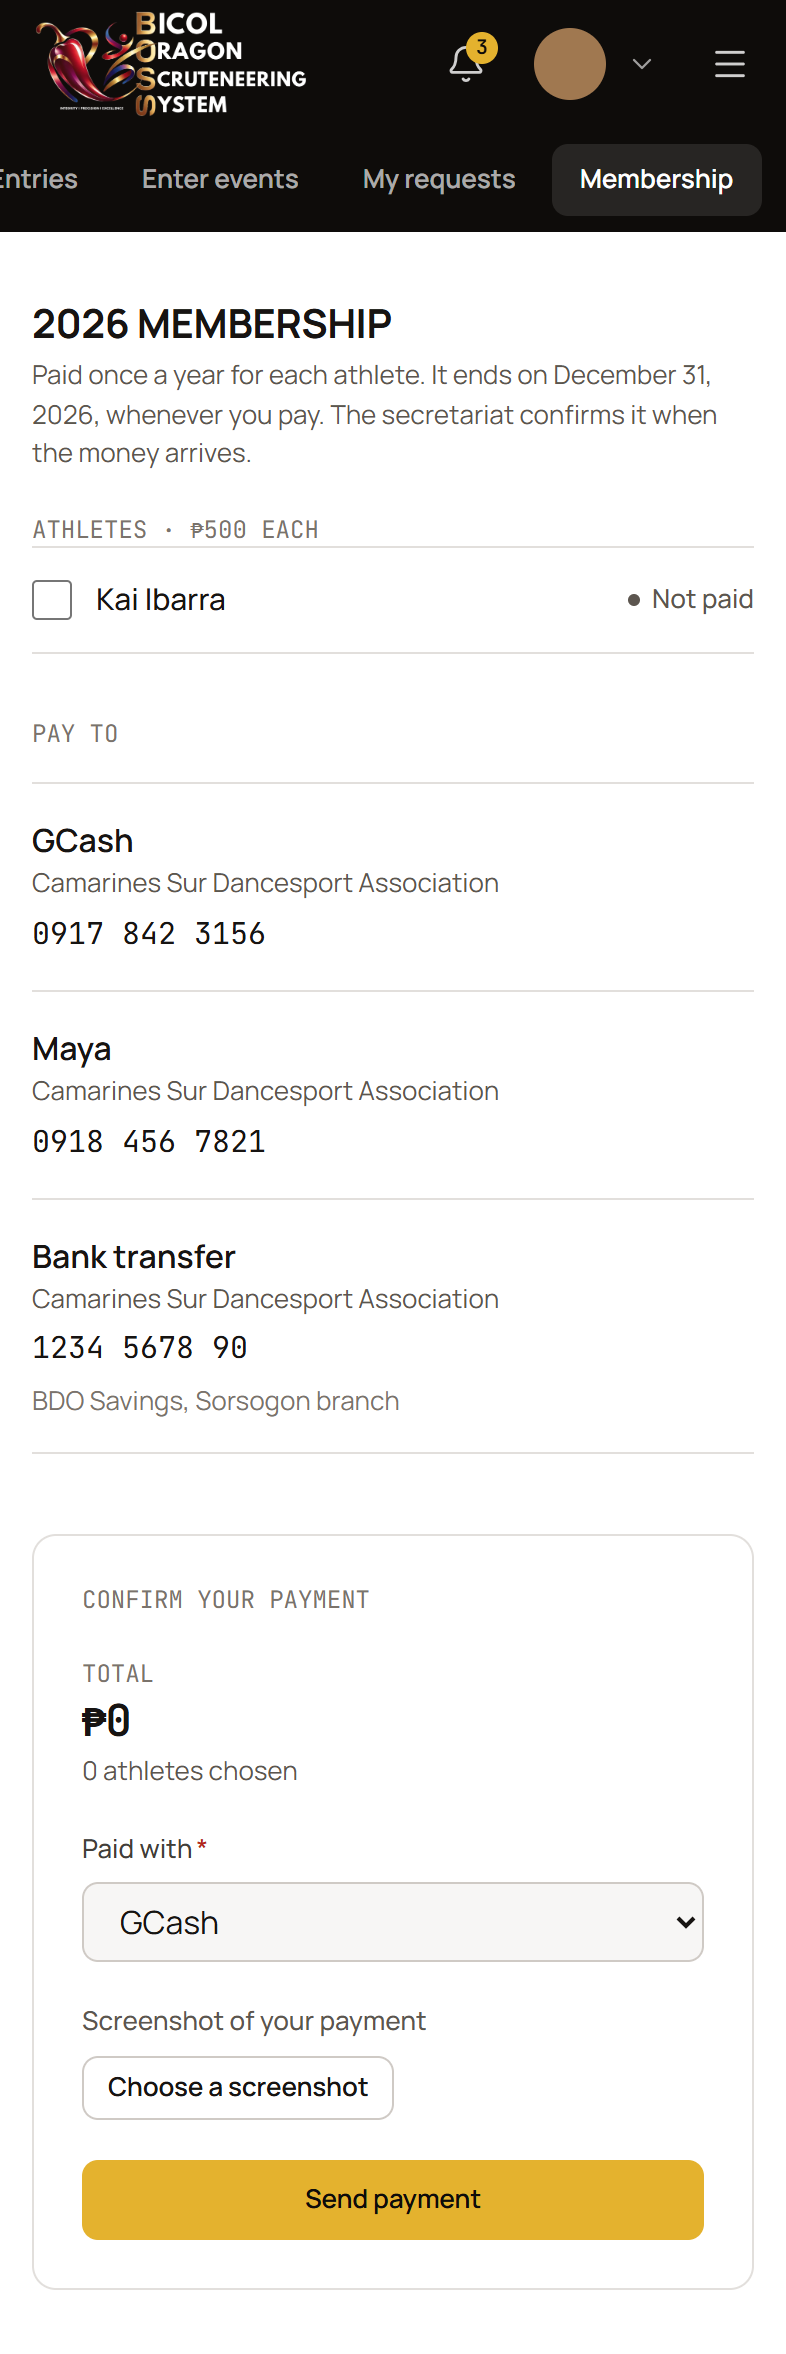 BICOL
DRAGON
SCRUTENEERING
SYSTEM
INTEGRITY | PRECISION | EXCELLENCE
3
Entries
Enter events
My requests
Membership
2026 MEMBERSHIP
Paid once a year for each athlete. It ends on December 31,
2026, whenever you pay. The secretariat confirms it when
the money arrives.
ATHLETES · ₱500 EACH
Kai Ibarra
Not paid
PAY TO
GCash
Camarines Sur Dancesport Association
0917 842 3156
Maya
Camarines Sur Dancesport Association
0918 456 7821
Bank transfer
Camarines Sur Dancesport Association
1234 5678 90
BDO Savings, Sorsogon branch
CONFIRM YOUR PAYMENT
TOTAL
₱0
0 athletes chosen
Paid with *
GCash
Screenshot of your payment
Choose a screenshot
Send payment